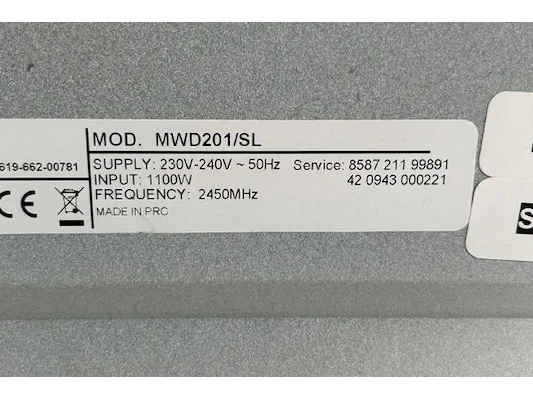 MOD. MWD201/SL
619-662-00781
SUPPLY: 230V-240V ~ 50Hz Service: 8587 211 99891
INPUT: 1100W 42 0943 000221
FREQUENCY: 2450MHz
MADE IN PRC
CE
S